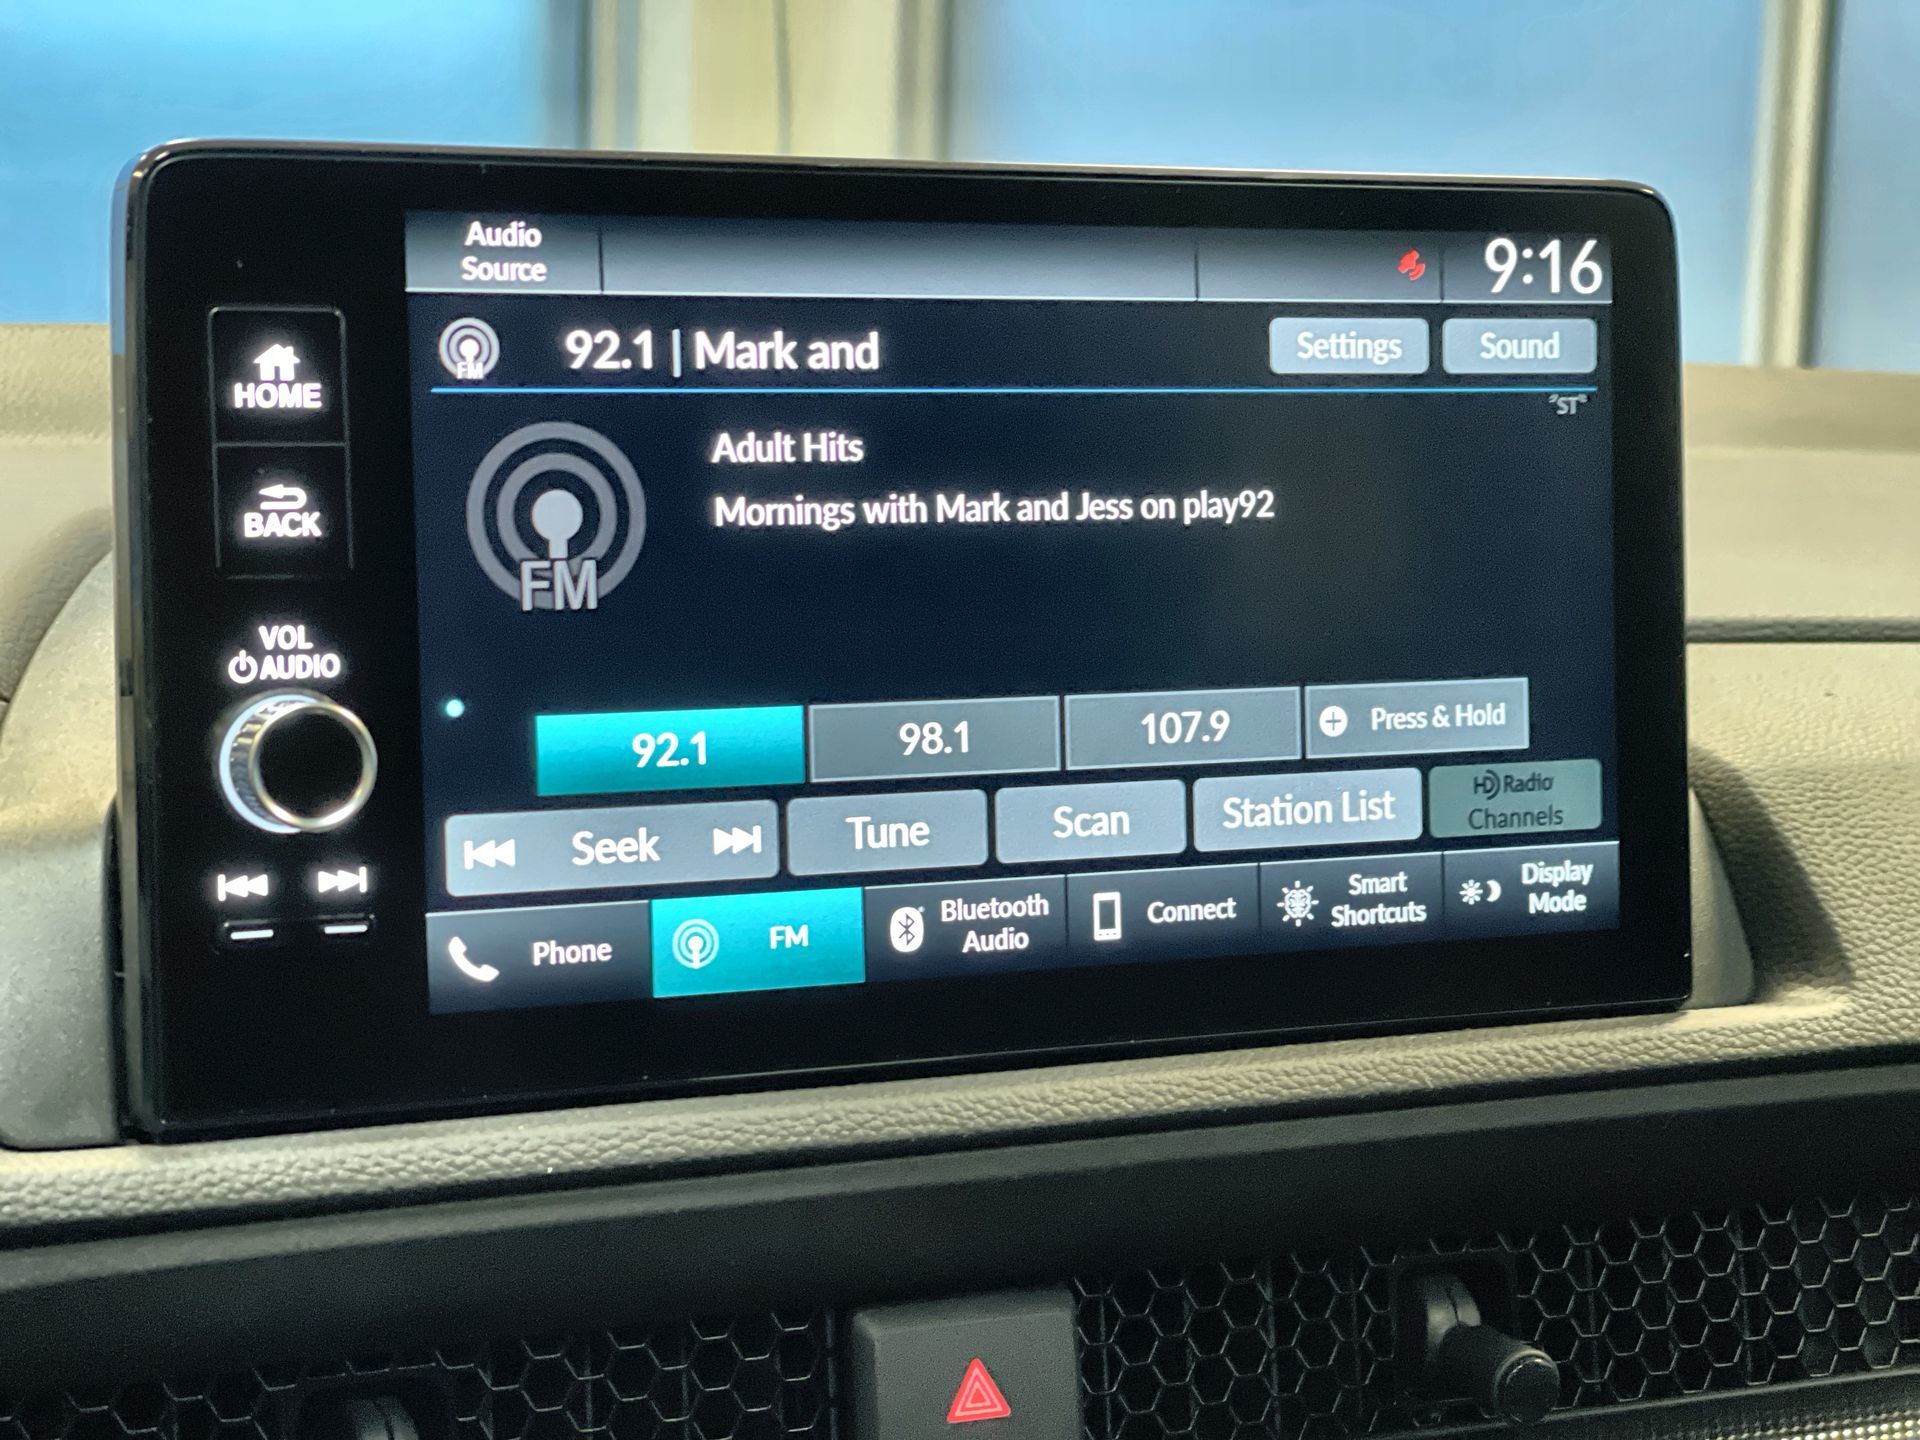 Audio
Source
9:16
FM
92.1 | Mark and
Settings
Sound
"ST"
HOME
BACK
VOL
AUDIO
FM
Adult Hits
Mornings with Mark and Jess on play92
92.1
98.1
107.9
Press & Hold
Seek
Tune
Scan
Station List
HD Radio
Channels
Phone
FM
Bluetooth
Audio
Connect
Smart
Shortcuts
Display
Mode